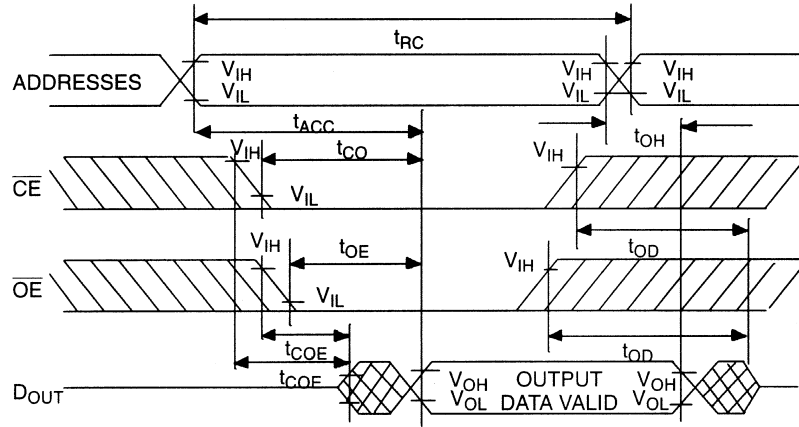 tRC
ADDRESSES
VIH VIH VIH
VIL VIL VIL
tACC
tOH
VIH tCO VIH
CE
VIL
tOD
VIH tOE VIH
OE
VIL
tCOE tOD
tCOE
DOUT
VOH OUTPUT VOH
VOL DATA VALID VOL